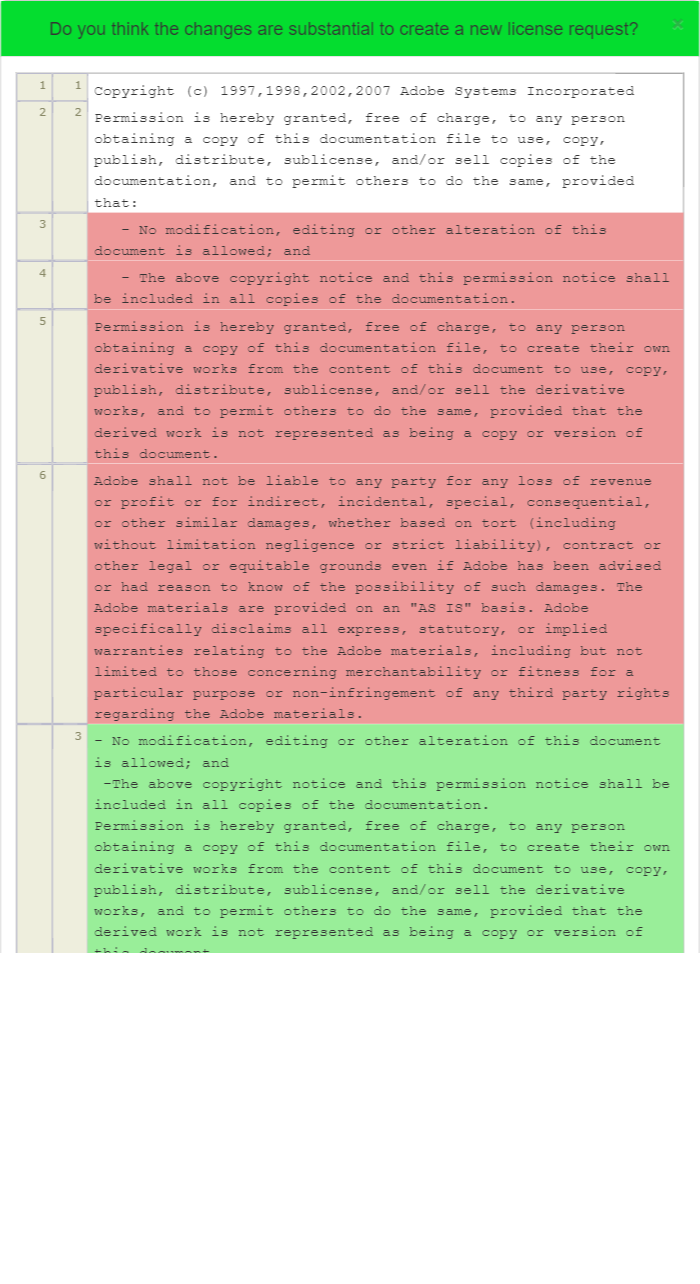 Do you think the changes are substantial to create a new license request? ×
1 1 Copyright (c) 1997,1998,2002,2007 Adobe Systems Incorporated
2 2 Permission is hereby granted, free of charge, to any person
obtaining a copy of this documentation file to use, copy,
publish, distribute, sublicense, and/or sell copies of the
documentation, and to permit others to do the same, provided
that:
3 - No modification, editing or other alteration of this
document is allowed; and
4 - The above copyright notice and this permission notice shall
be included in all copies of the documentation.
5 Permission is hereby granted, free of charge, to any person
obtaining a copy of this documentation file, to create their own
derivative works from the content of this document to use, copy,
publish, distribute, sublicense, and/or sell the derivative
works, and to permit others to do the same, provided that the
derived work is not represented as being a copy or version of
this document.
6 Adobe shall not be liable to any party for any loss of revenue
or profit or for indirect, incidental, special, consequential,
or other similar damages, whether based on tort (including
without limitation negligence or strict liability), contract or
other legal or equitable grounds even if Adobe has been advised
or had reason to know of the possibility of such damages. The
Adobe materials are provided on an "AS IS" basis. Adobe
specifically disclaims all express, statutory, or implied
warranties relating to the Adobe materials, including but not
limited to those concerning merchantability or fitness for a
particular purpose or non-infringement of any third party rights
regarding the Adobe materials.
3 - No modification, editing or other alteration of this document
is allowed; and
-The above copyright notice and this permission notice shall be
included in all copies of the documentation.
Permission is hereby granted, free of charge, to any person
obtaining a copy of this documentation file, to create their own
derivative works from the content of this document to use, copy,
publish, distribute, sublicense, and/or sell the derivative
works, and to permit others to do the same, provided that the
derived work is not represented as being a copy or version of
this document